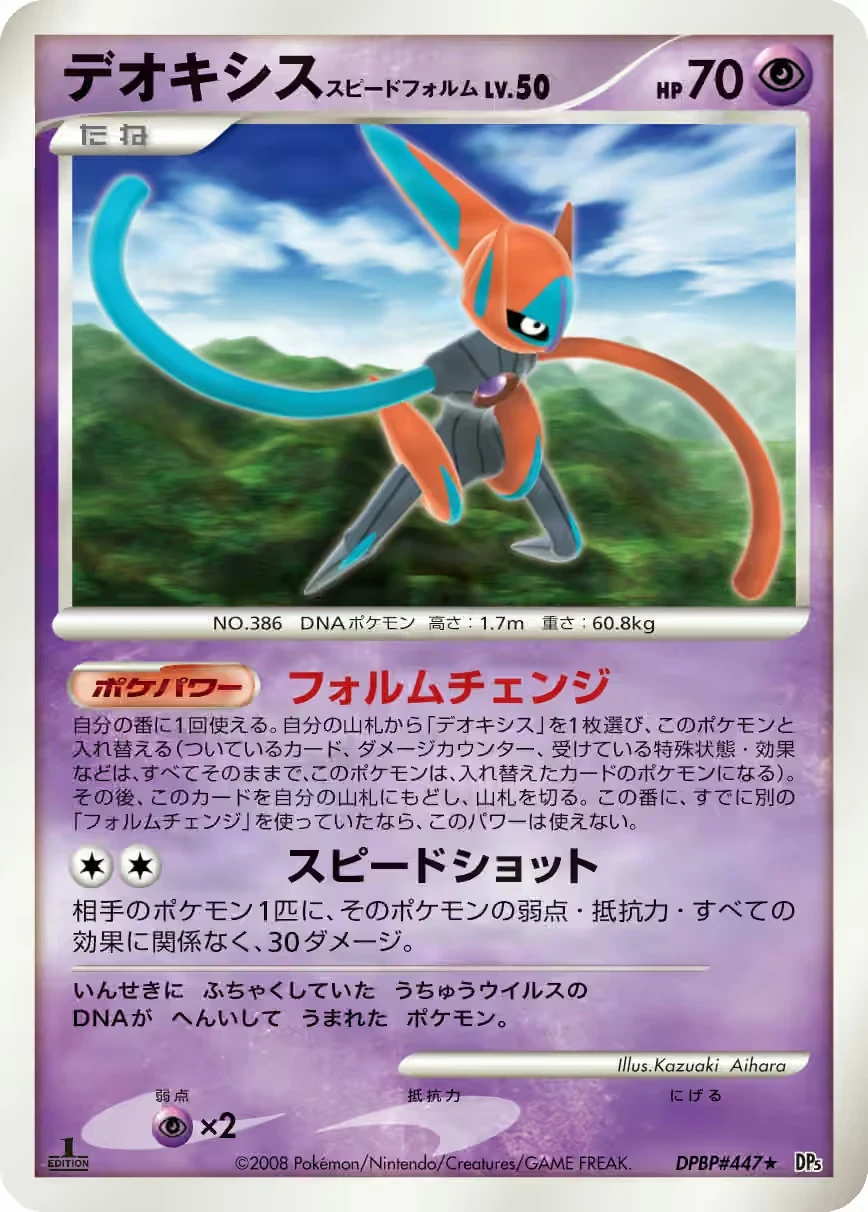 デオキシス スピードフォルム LV.50 HP 70
たね
NO.386 DNAポケモン 高さ：1.7m 重さ：60.8kg
ポケパワー フォルムチェンジ
自分の番に1回使える。自分の山札から「デオキシス」を1枚選び、このポケモンと
入れ替える（ついているカード、ダメージカウンター、受けている特殊状態・効果
などは、すべてそのままで、このポケモンは、入れ替えたカードのポケモンになる）。
その後、このカードを自分の山札にもどし、山札を切る。この番に、すでに別の
「フォルムチェンジ」を使っていたなら、このパワーは使えない。
スピードショット
相手のポケモン1匹に、そのポケモンの弱点・抵抗力・すべての
効果に関係なく、30ダメージ。
いんせきに ふちゃくしていた うちゅうウイルスの
DNAが へんいして うまれた ポケモン。
Illus.Kazuaki Aihara
弱点 抵抗力 にげる
×2
1 EDITION
©2008 Pokémon/Nintendo/Creatures/GAME FREAK. DPBP#447★ DP5